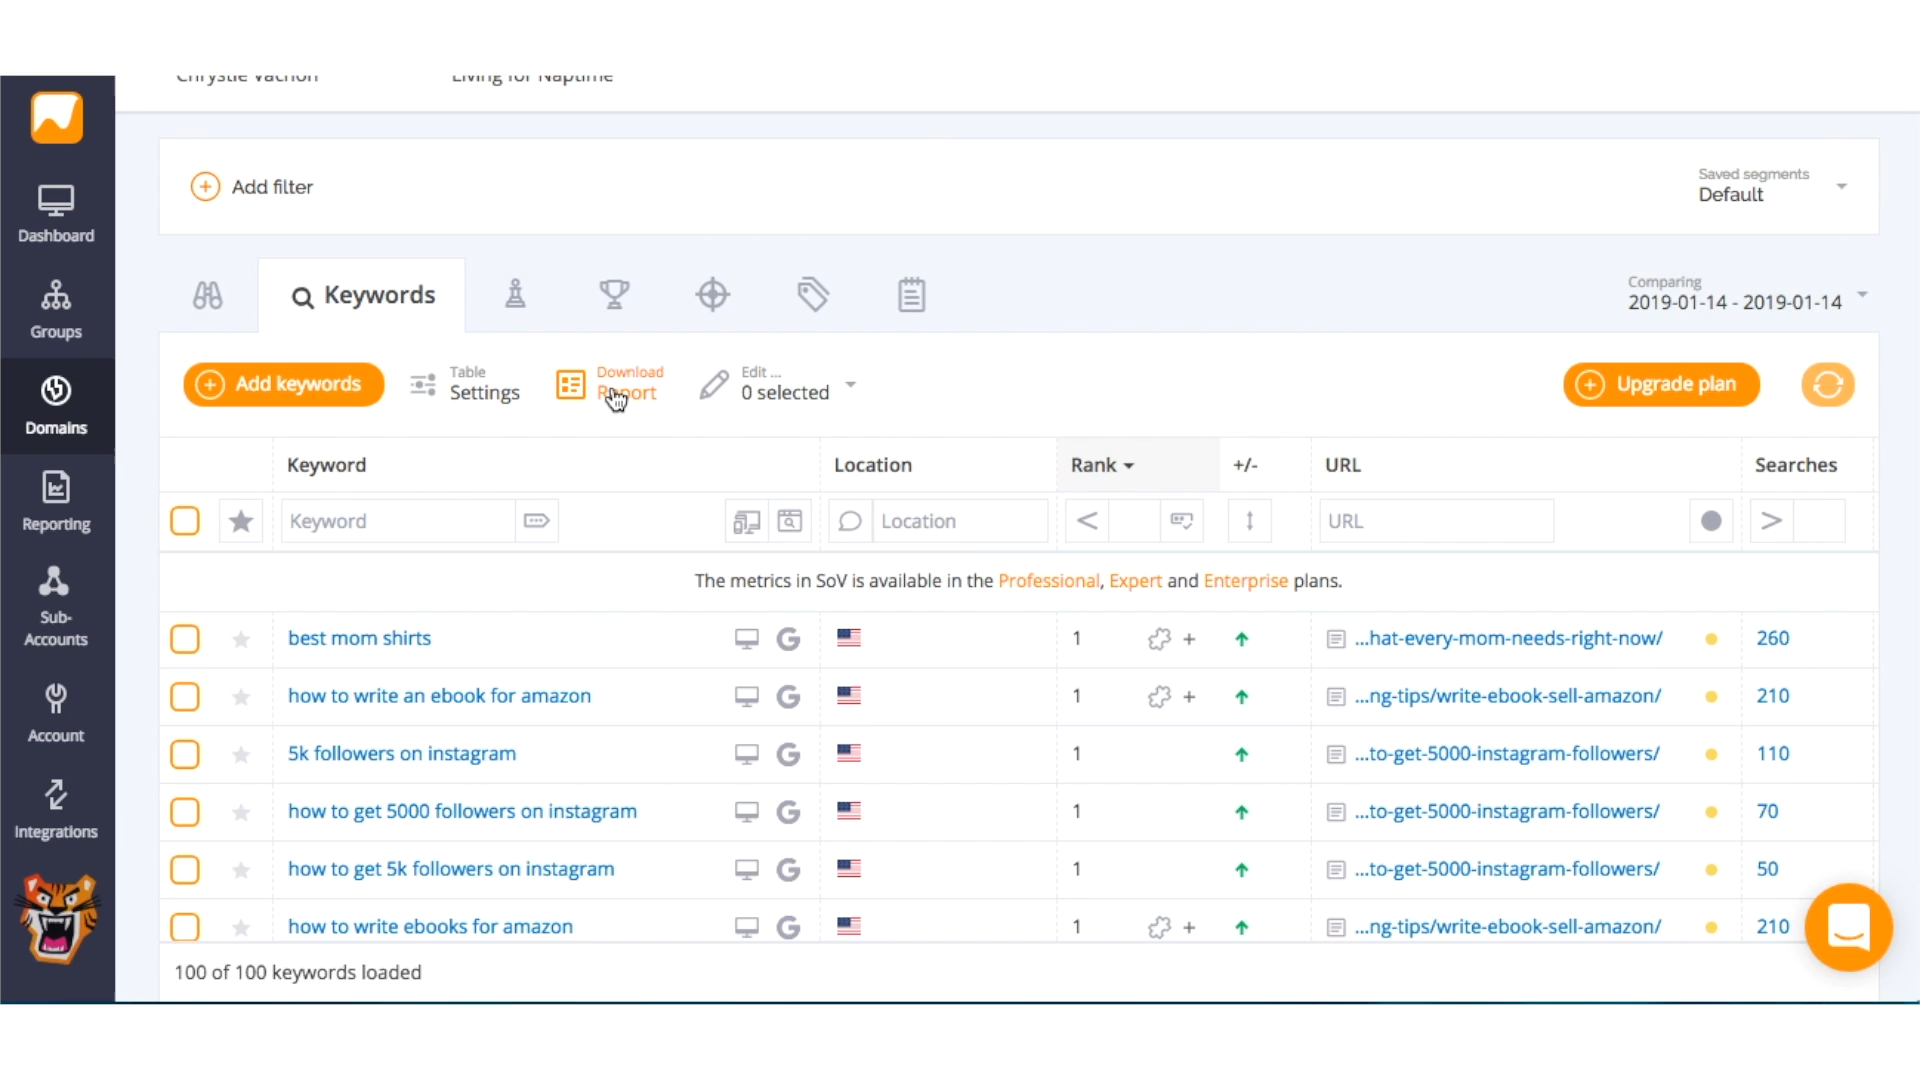 Chrystie Vachon Living for Naptime
Add filter
Saved segments
Default
Keywords
Comparing
2019-01-14 - 2019-01-14
Add keywords
Table
Settings
Download
Report
Edit ...
0 selected
Upgrade plan
Dashboard
Groups
Domains
Reporting
Sub-
Accounts
Account
Integrations
Keyword Location Rank +/- URL Searches
Keyword Location < URL >
The metrics in SoV is available in the Professional, Expert and Enterprise plans.
best mom shirts 1 + ...hat-every-mom-needs-right-now/ 260
how to write an ebook for amazon 1 + ...ng-tips/write-ebook-sell-amazon/ 210
5k followers on instagram 1 ...to-get-5000-instagram-followers/ 110
how to get 5000 followers on instagram 1 ...to-get-5000-instagram-followers/ 70
how to get 5k followers on instagram 1 ...to-get-5000-instagram-followers/ 50
how to write ebooks for amazon 1 + ...ng-tips/write-ebook-sell-amazon/ 210
100 of 100 keywords loaded